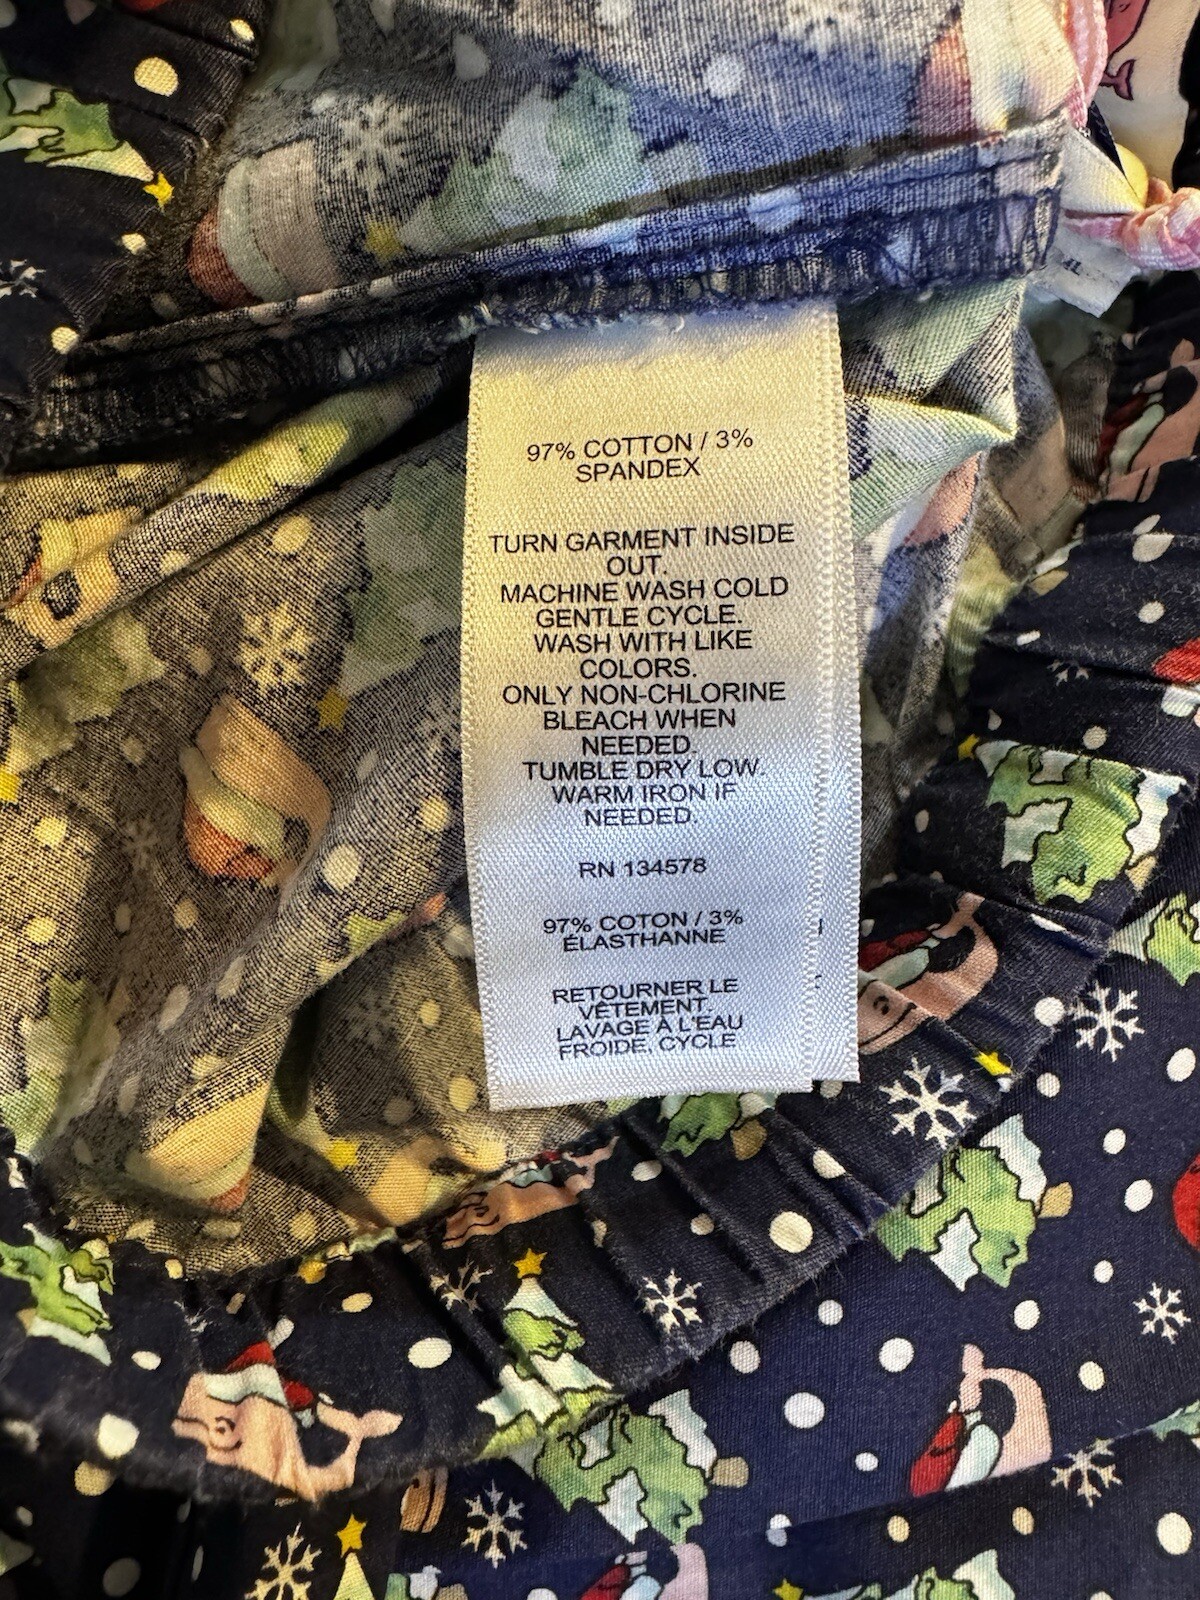 97% COTTON / 3%
SPANDEX
TURN GARMENT INSIDE
OUT.
MACHINE WASH COLD
GENTLE CYCLE.
WASH WITH LIKE
COLORS.
ONLY NON-CHLORINE
BLEACH WHEN
NEEDED.
TUMBLE DRY LOW.
WARM IRON IF
NEEDED.
RN 134578
97% COTON / 3%
ÉLASTHANNE
RETOURNER LE
VÊTEMENT.
LAVAGE À L'EAU
FROIDE, CYCLE